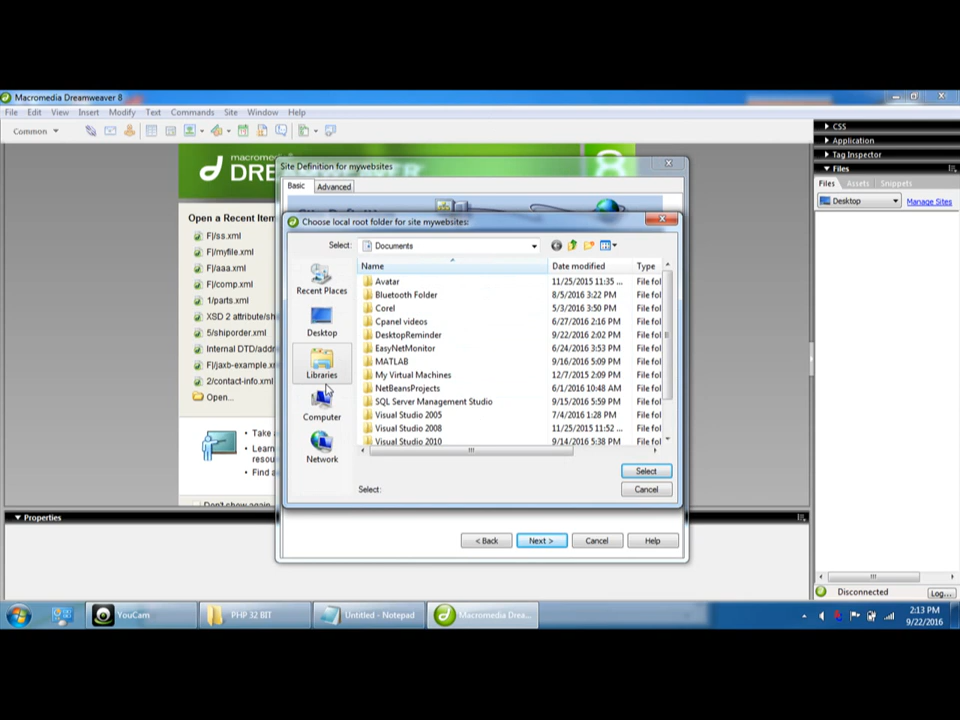 Macromedia Dreamweaver 8
File Edit View Insert Modify Text Commands Site Window Help
Common
CSS
Application
Tag Inspector
Files
Files Assets Snippets
Desktop Manage Sites
macrome
DRE
Open a Recent Item
F|/ss.xml
F|/myfile.xml
F|/aaa.xml
F|/comp.xml
1/parts.xml
XSD 2 attribute/sh
5/shiporder.xml
Internal DTD/addr
F|/jaxb-example.x
2/contact-info.xml
Open...
Take a
Learn
resou
Find a
Don't show again
Site Definition for mywebsites
Basic Advanced
Choose local root folder for site mywebsites:
Select: Documents
Name Date modified Type
Recent Places
Desktop
Libraries
Computer
Network
Avatar 11/25/2015 11:35 ... File fol
Bluetooth Folder 8/5/2016 3:22 PM File fol
Corel 5/3/2016 3:50 PM File fol
Cpanel videos 6/27/2016 2:16 PM File fol
DesktopReminder 9/22/2016 2:02 PM File fol
EasyNetMonitor 6/24/2016 3:53 PM File fol
MATLAB 9/16/2016 5:09 PM File fol
My Virtual Machines 12/7/2015 2:09 PM File fol
NetBeansProjects 6/1/2016 10:48 AM File fol
SQL Server Management Studio 9/15/2016 5:59 PM File fol
Visual Studio 2005 7/4/2016 1:28 PM File fol
Visual Studio 2008 11/25/2015 11:52 ... File fol
Visual Studio 2010 9/14/2016 5:38 PM File fol
Select
Select:
Cancel
< Back Next > Cancel Help
Properties
Disconnected Log...
YouCam PHP 32 BIT Untitled - Notepad Macromedia Drea...
2:13 PM
9/22/2016